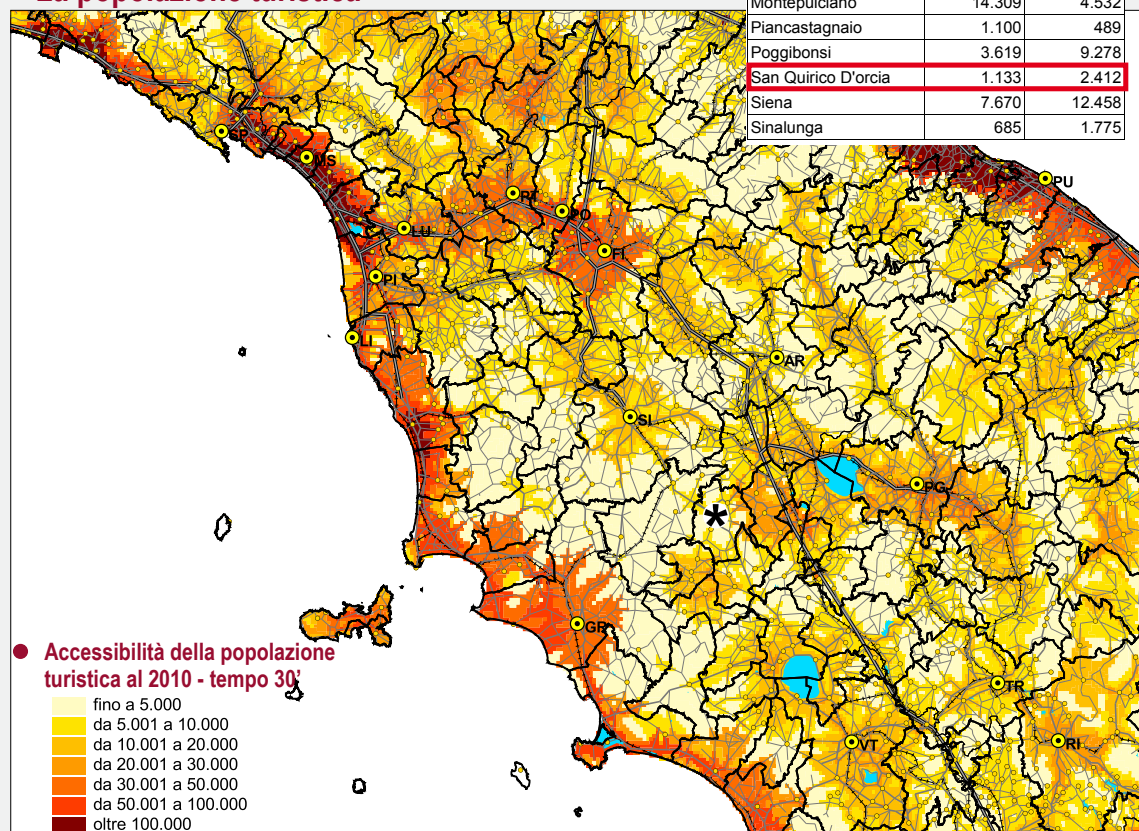 La popolazione turistica
Montepulciano 14.309 4.532
Piancastagnaio 1.100 489
Poggibonsi 3.619 9.278
San Quirico D'orcia 1.133 2.412
Siena 7.670 12.458
Sinalunga 685 1.775
SP
MS
PU
LU
PO
FI
PI
LI
AR
SI
PG
*
GR
TR
VT
RI
Accessibilità della popolazione
turistica al 2010 - tempo 30'
fino a 5.000
da 5.001 a 10.000
da 10.001 a 20.000
da 20.001 a 30.000
da 30.001 a 50.000
da 50.001 a 100.000
oltre 100.000